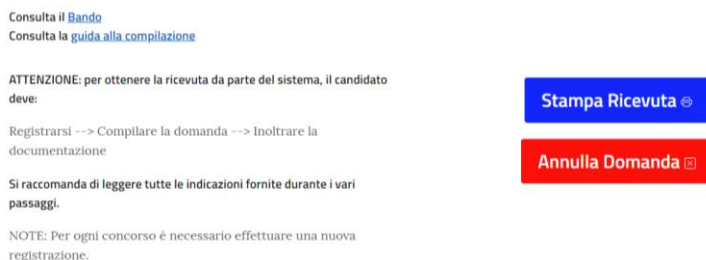 Consulta il Bando
Consulta la guida alla compilazione
ATTENZIONE: per ottenere la ricevuta da parte del sistema, il candidato
deve:
Registrarsi --> Compilare la domanda --> Inoltrare la
documentazione
Si raccomanda di leggere tutte le indicazioni fornite durante i vari
passaggi.
NOTE: Per ogni concorso é necessario effettuare una nuova
registrazione.
Stampa Ricevuta
Annulla Domanda